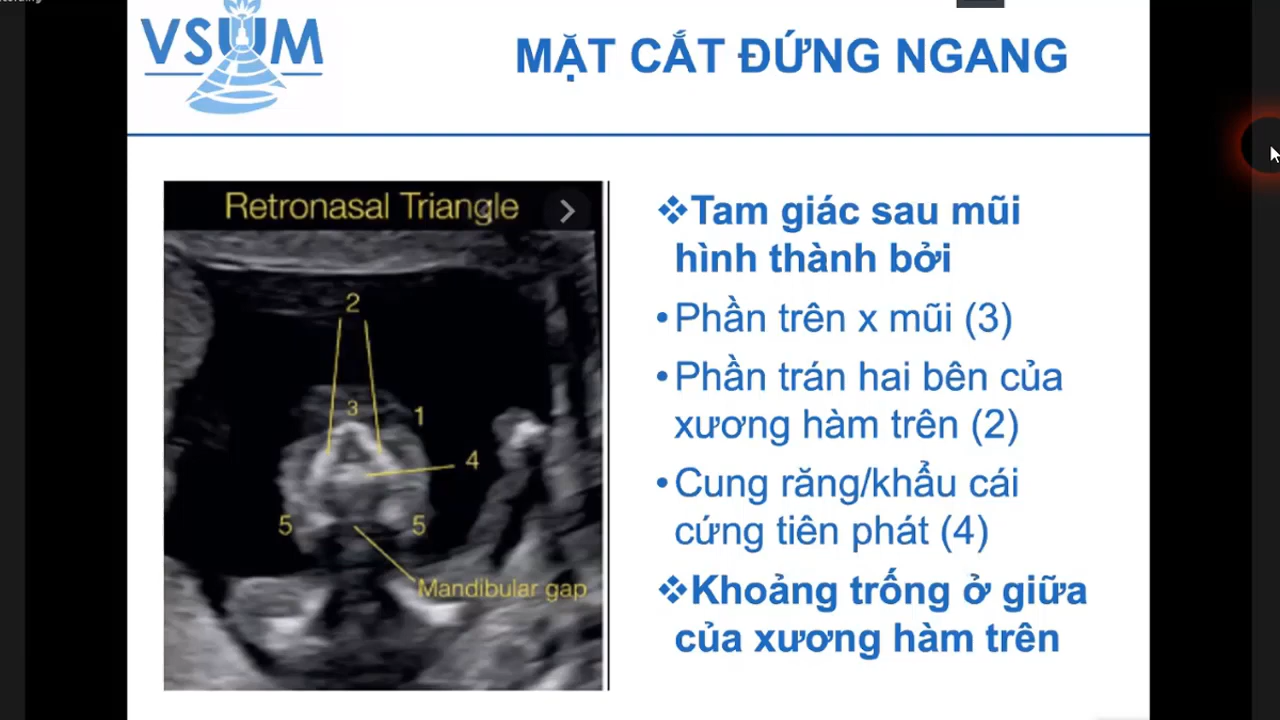 VSUM
MẶT CẮT ĐỨNG NGANG
Retronasal Triangle
2
3
1
4
5
5
Mandibular gap
❖Tam giác sau mũi
hình thành bởi
•Phần trên x mũi (3)
•Phần trán hai bên của
xương hàm trên (2)
•Cung răng/khẩu cái
cứng tiên phát (4)
❖Khoảng trống ở giữa
của xương hàm trên